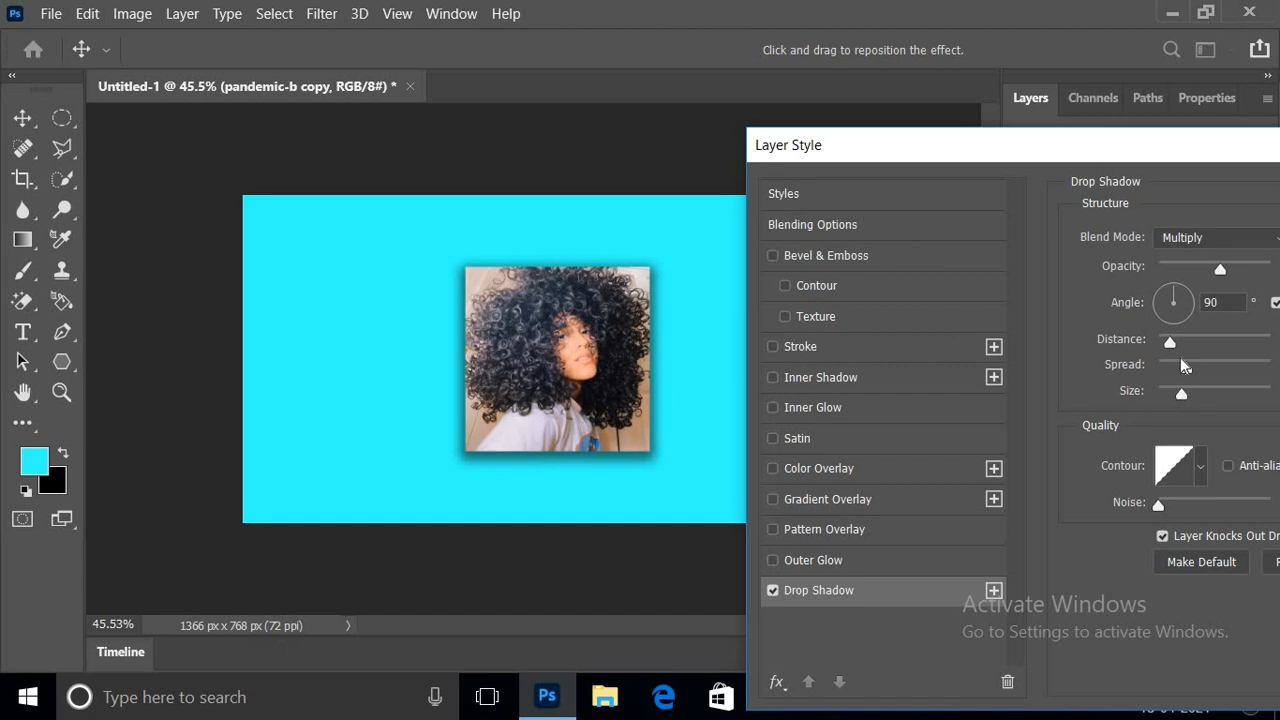 Ps File Edit Image Layer Type Select Filter 3D View Window Help
Click and drag to reposition the effect.
Untitled-1 @ 45.5% (pandemic-b copy, RGB/8#) *
Layers Channels Paths Properties
Layer Style
Styles
Blending Options
Bevel & Emboss
Contour
Texture
Stroke
Inner Shadow
Inner Glow
Satin
Color Overlay
Gradient Overlay
Pattern Overlay
Outer Glow
Drop Shadow
fx
Drop Shadow
Structure
Blend Mode: Multiply
Opacity:
Angle: 90 °
Distance:
Spread:
Size:
Quality
Contour: Anti-alia
Noise:
Layer Knocks Out Dr
Make Default
Activate Windows
Go to Settings to activate Windows.
45.53% 1366 px x 768 px (72 ppi)
Timeline
Type here to search
Ps